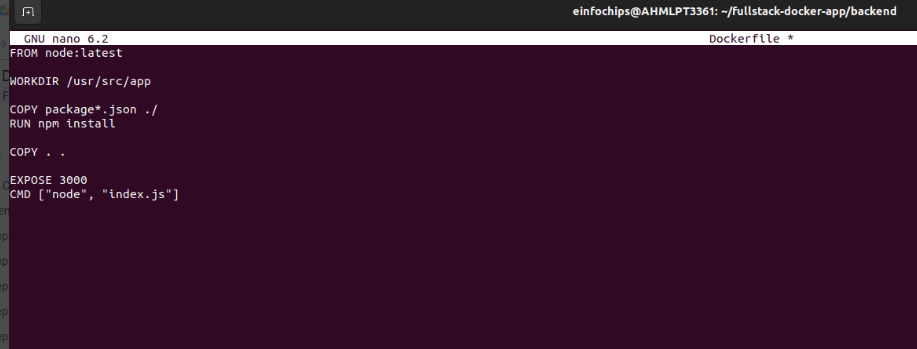 einfochips@AHMLPT3361: ~/fullstack-docker-app/backend
GNU nano 6.2 Dockerfile *
FROM node:latest
WORKDIR /usr/src/app
COPY package*.json ./
RUN npm install
COPY . .
EXPOSE 3000
CMD ["node", "index.js"]